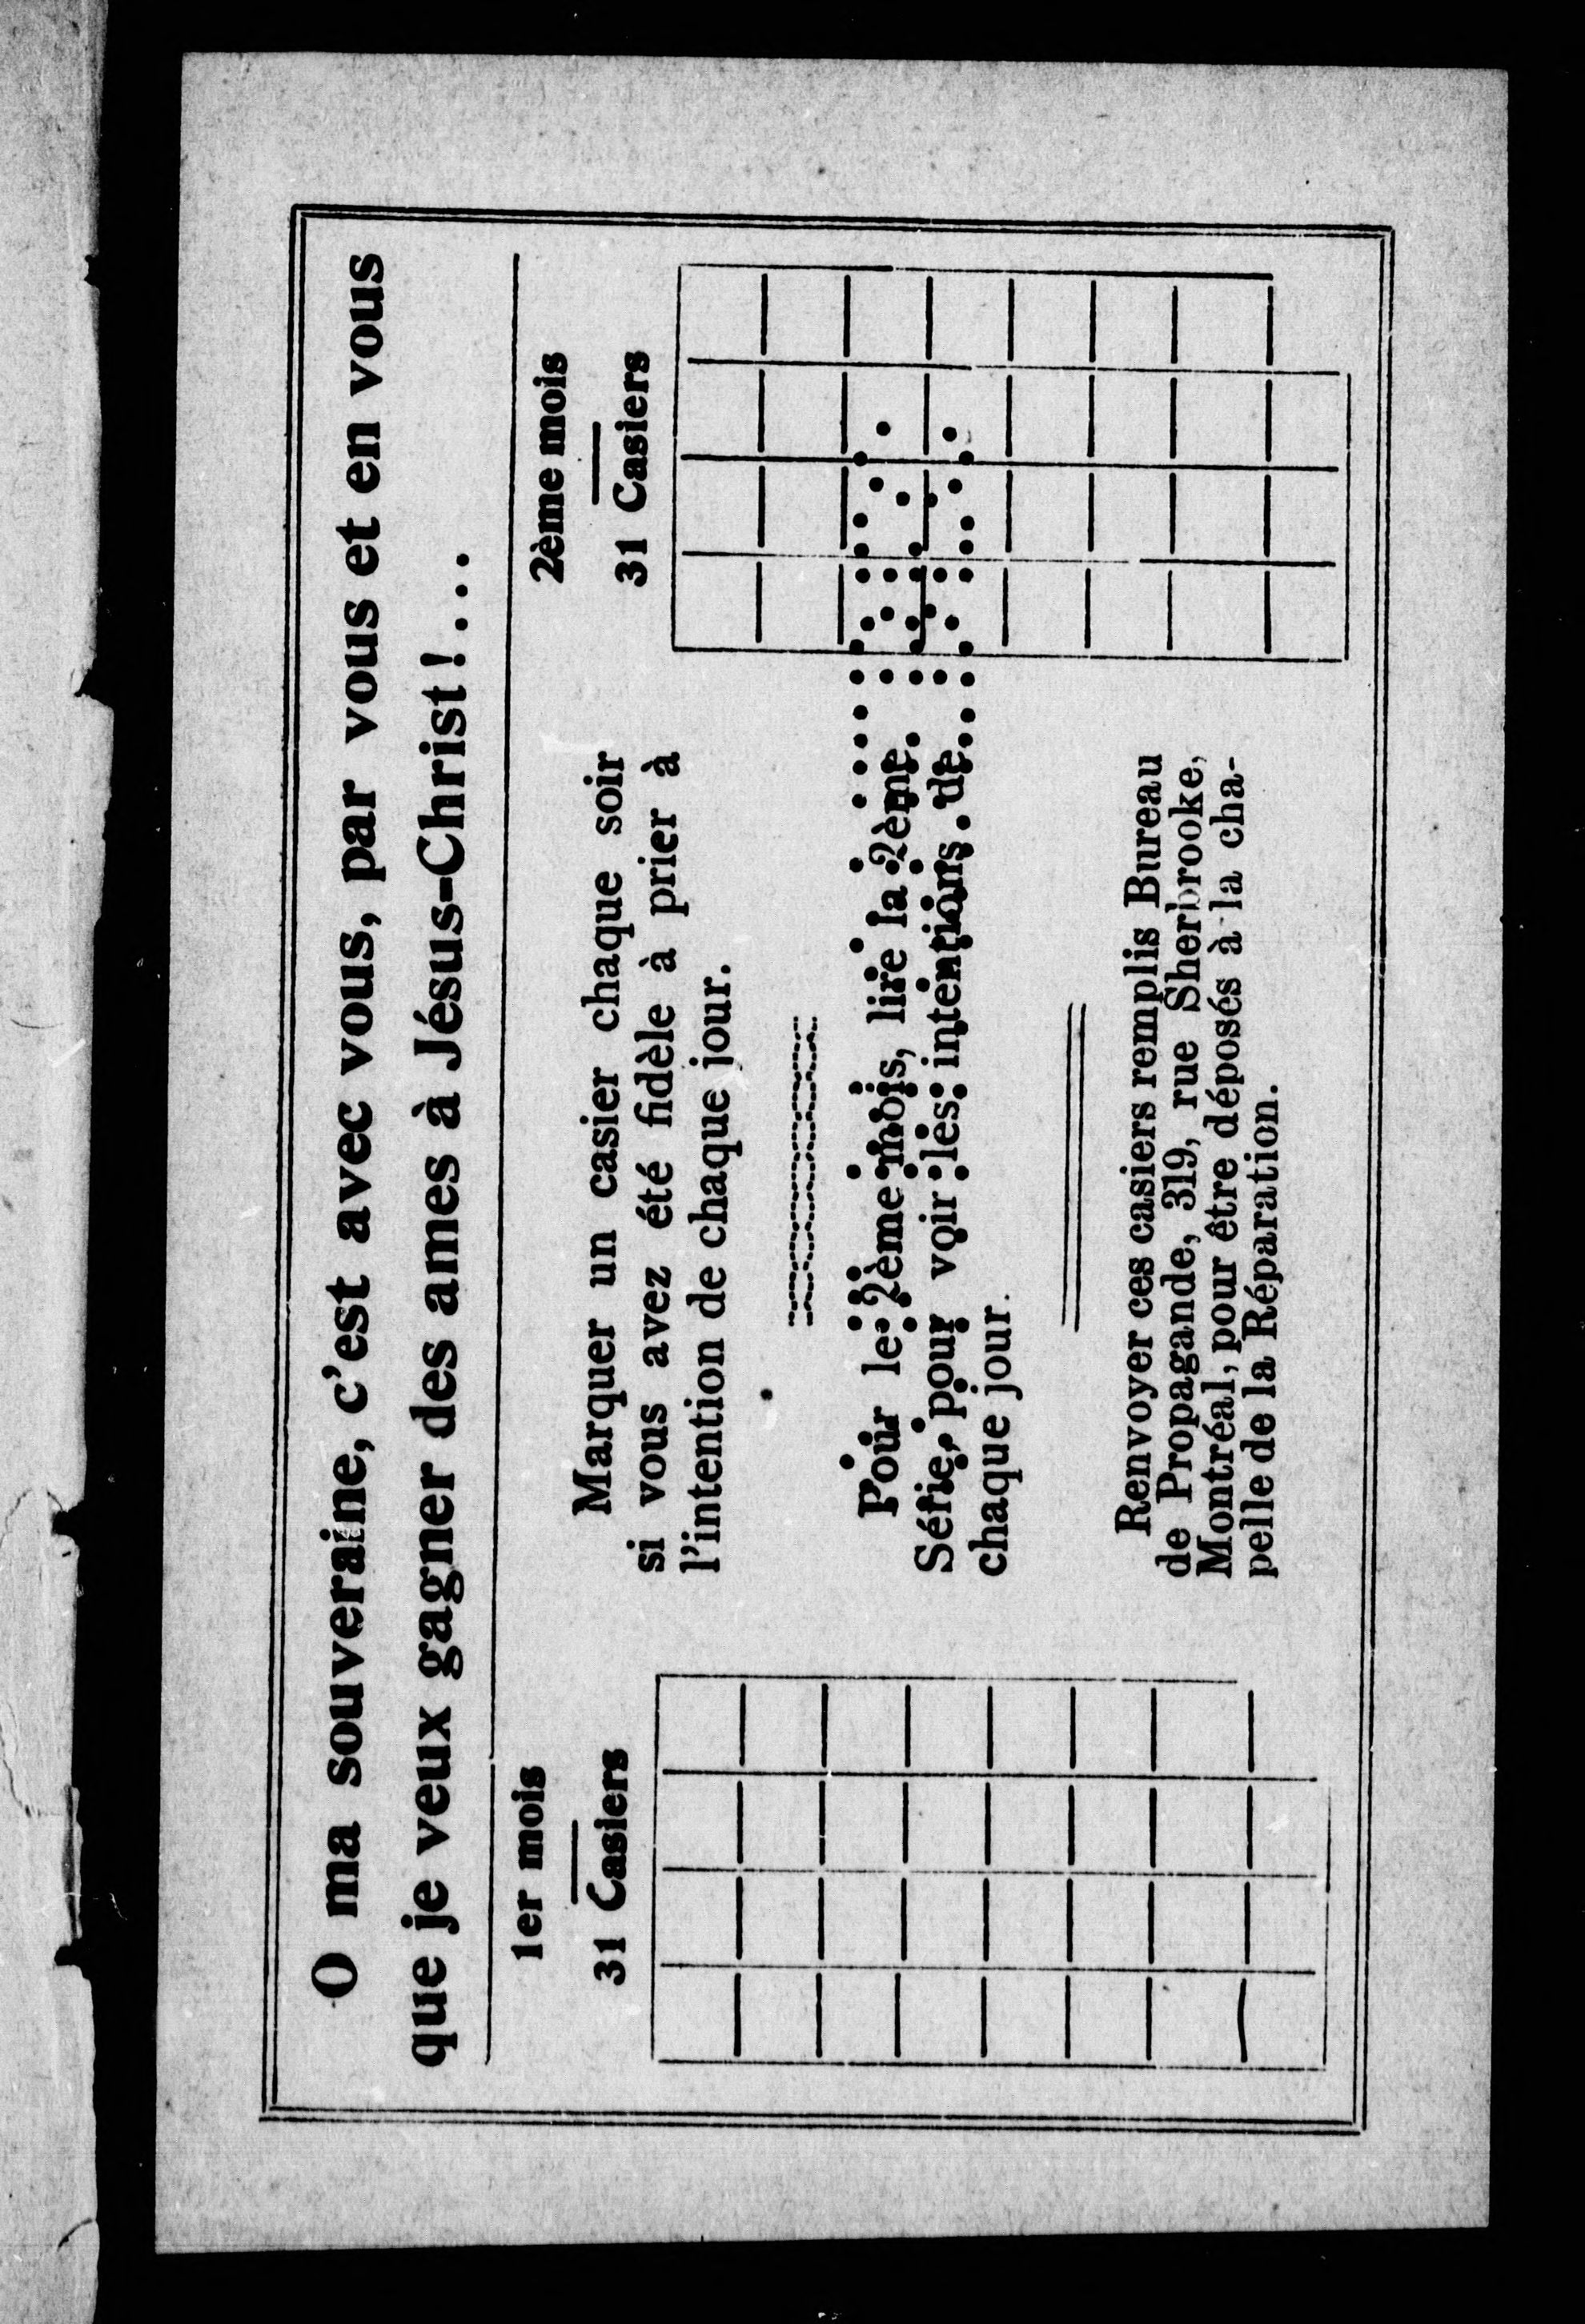 O ma souveraine, c'est avec vous, par vous et en vous
que je veux gagner des ames à Jésus-Christ!...
1er mois
31 Casiers
Marquer un casier chaque soir
si vous avez été fidèle à prier à
l'intention de chaque jour.
Pour le 2ème mois, lire la 2ème
Série, pour voir les intentions de
chaque jour.
Renvoyer ces casiers remplis Bureau
de Propagande, 319, rue Sherbrooke,
Montréal, pour être déposés à la cha-
pelle de la Réparation.
2ème mois
31 Casiers